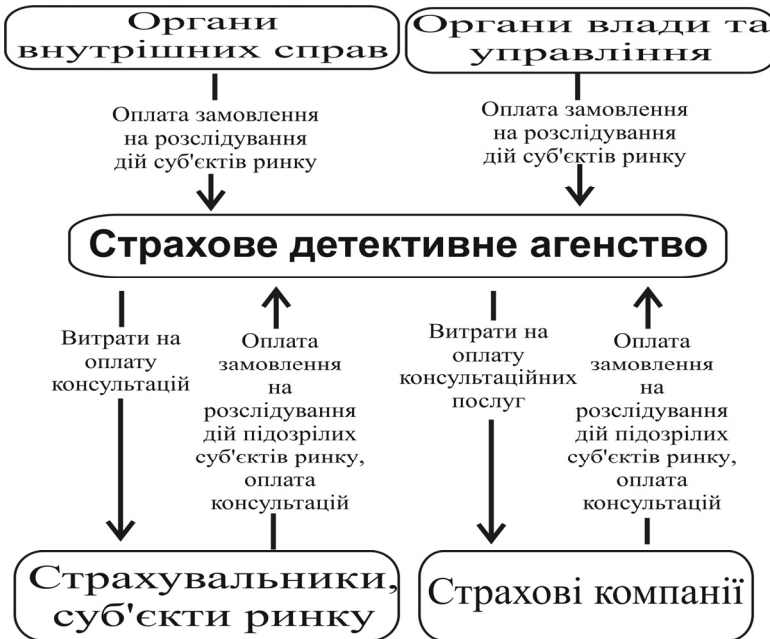 Органи
внутрішних справ
Органи влади та
управління
Оплата замовлення
на розслідування
дій суб'єктів ринку
Оплата замовлення
на розслідування
дій суб'єктів ринку
Страхове детективне агенство
Витрати на
оплату
консультацій
Оплата
замовлення
на
розслідування
дій підозрілих
суб'єктів ринку,
оплата
консультацій
Витрати на
оплату
консультаційних
послуг
Оплата
замовлення
на
розслідування
дій підозрілих
суб'єктів ринку,
оплата
консультацій
Страхувальники,
суб'єкти ринку
Страхові компанії